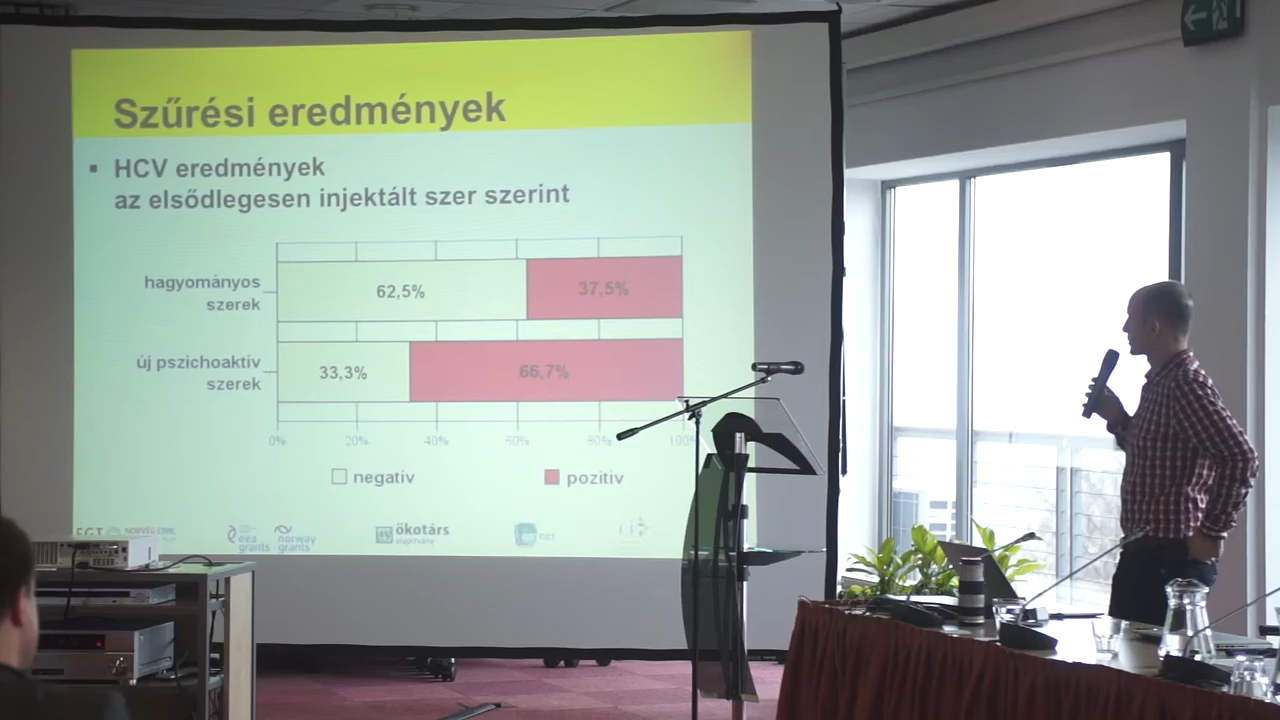 Szűrési eredmények
▪ HCV eredmények
az elsődlegesen injektált szer szerint
hagyományos
szerek
62,5%
37,5%
új pszichoaktív
szerek
33,3%
66,7%
0%
20%
40%
60%
80%
100%
negatív
pozitív
eea
grants
norway
grants
ökotárs
alapítvány